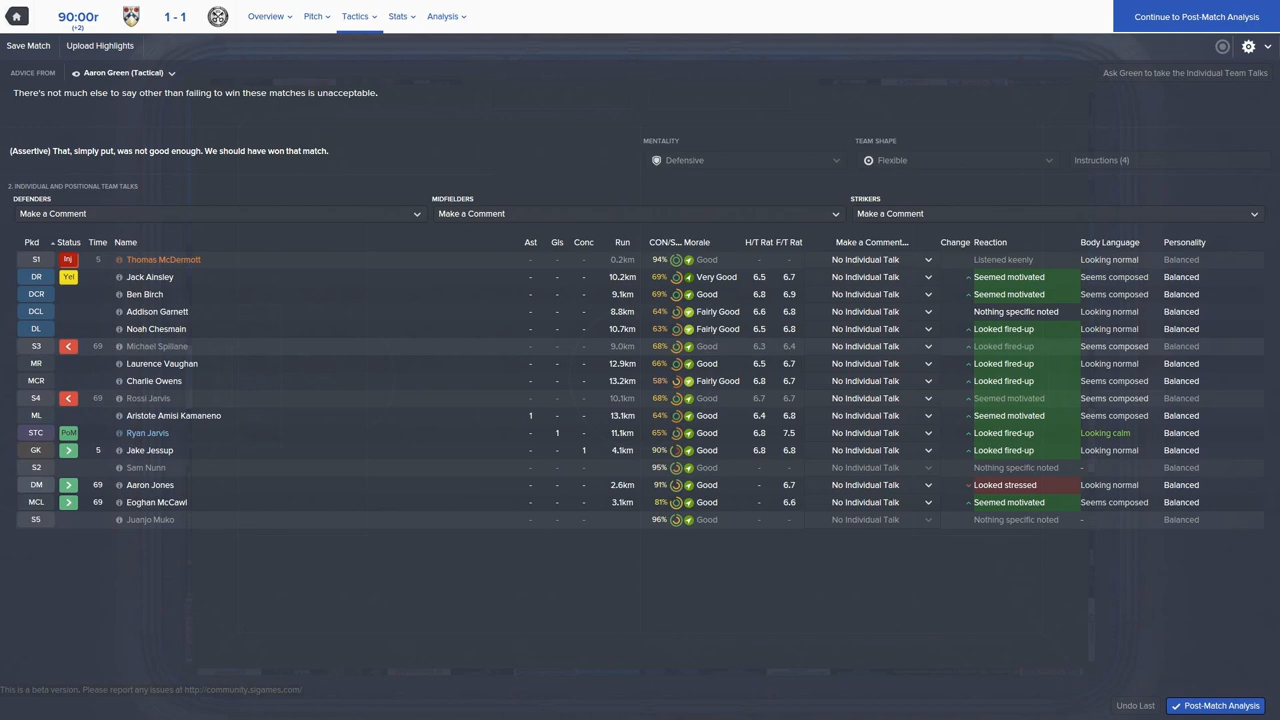 90:00r
(+2)
1 - 1
Overview Pitch Tactics Stats Analysis
Continue to Post-Match Analysis
Save Match Upload Highlights
ADVICE FROM Aaron Green (Tactical) Ask Green to take the Individual Team Talks
There's not much else to say other than failing to win these matches is unacceptable.
MENTALITY TEAM SHAPE
(Assertive) That, simply put, was not good enough. We should have won that match.
Defensive Flexible Instructions (4)
2. INDIVIDUAL AND POSITIONAL TEAM TALKS
DEFENDERS MIDFIELDERS STRIKERS
Make a Comment Make a Comment Make a Comment
Pkd Status Time Name Ast Gls Conc Run CON/S... Morale H/T Rat F/T Rat Make a Comment... Change Reaction Body Language Personality
S1 Inj 5 Thomas McDermott - - - 0.2km 94% Good - - No Individual Talk Listened keenly Looking normal Balanced
DR Yel Jack Ainsley - - - 10.2km 69% Very Good 6.5 6.7 No Individual Talk Seemed motivated Seems composed Balanced
DCR Ben Birch - - - 9.1km 69% Good 6.8 6.9 No Individual Talk Seemed motivated Seems composed Balanced
DCL Addison Garnett - - - 8.8km 64% Fairly Good 6.6 6.8 No Individual Talk Nothing specific noted Looking normal Balanced
DL Noah Chesmain - - - 10.7km 63% Fairly Good 6.5 6.8 No Individual Talk Looked fired-up Looking normal Balanced
S3 69 Michael Spillane - - - 9.0km 68% Good 6.3 6.4 No Individual Talk Looked fired-up Seems composed Balanced
MR Laurence Vaughan - - - 12.9km 66% Good 6.5 6.7 No Individual Talk Looked fired-up Looking normal Balanced
MCR Charlie Owens - - - 13.2km 58% Fairly Good 6.8 6.7 No Individual Talk Looked fired-up Seems composed Balanced
S4 69 Rossi Jarvis - - - 10.1km 68% Good 6.7 6.7 No Individual Talk Seemed motivated Seems composed Balanced
ML Aristote Amisi Kamaneno 1 - - 13.1km 64% Good 6.4 6.8 No Individual Talk Seemed motivated Seems composed Balanced
STC PoM Ryan Jarvis - 1 - 11.1km 65% Good 6.8 7.5 No Individual Talk Looked fired-up Looking calm Balanced
GK 5 Jake Jessup - - 1 4.1km 90% Good 6.8 6.8 No Individual Talk Looked fired-up Looking normal Balanced
S2 Sam Nunn 95% Good - - No Individual Talk Nothing specific noted - Balanced
DM 69 Aaron Jones - - - 2.6km 91% Good - 6.7 No Individual Talk Looked stressed Looking normal Balanced
MCL 69 Eoghan McCawl - - - 3.1km 81% Good - 6.6 No Individual Talk Seemed motivated Seems composed Balanced
S5 Juanjo Muko 96% Good - - No Individual Talk Nothing specific noted - Balanced
This is a beta version. Please report any issues at http://community.sigames.com/
Undo Last Post-Match Analysis